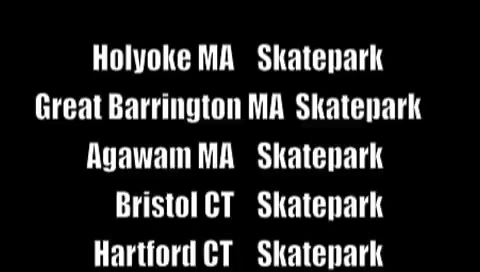 Holyoke MA Skatepark
Great Barrington MA Skatepark
Agawam MA Skatepark
Bristol CT Skatepark
Hartford CT Skatepark